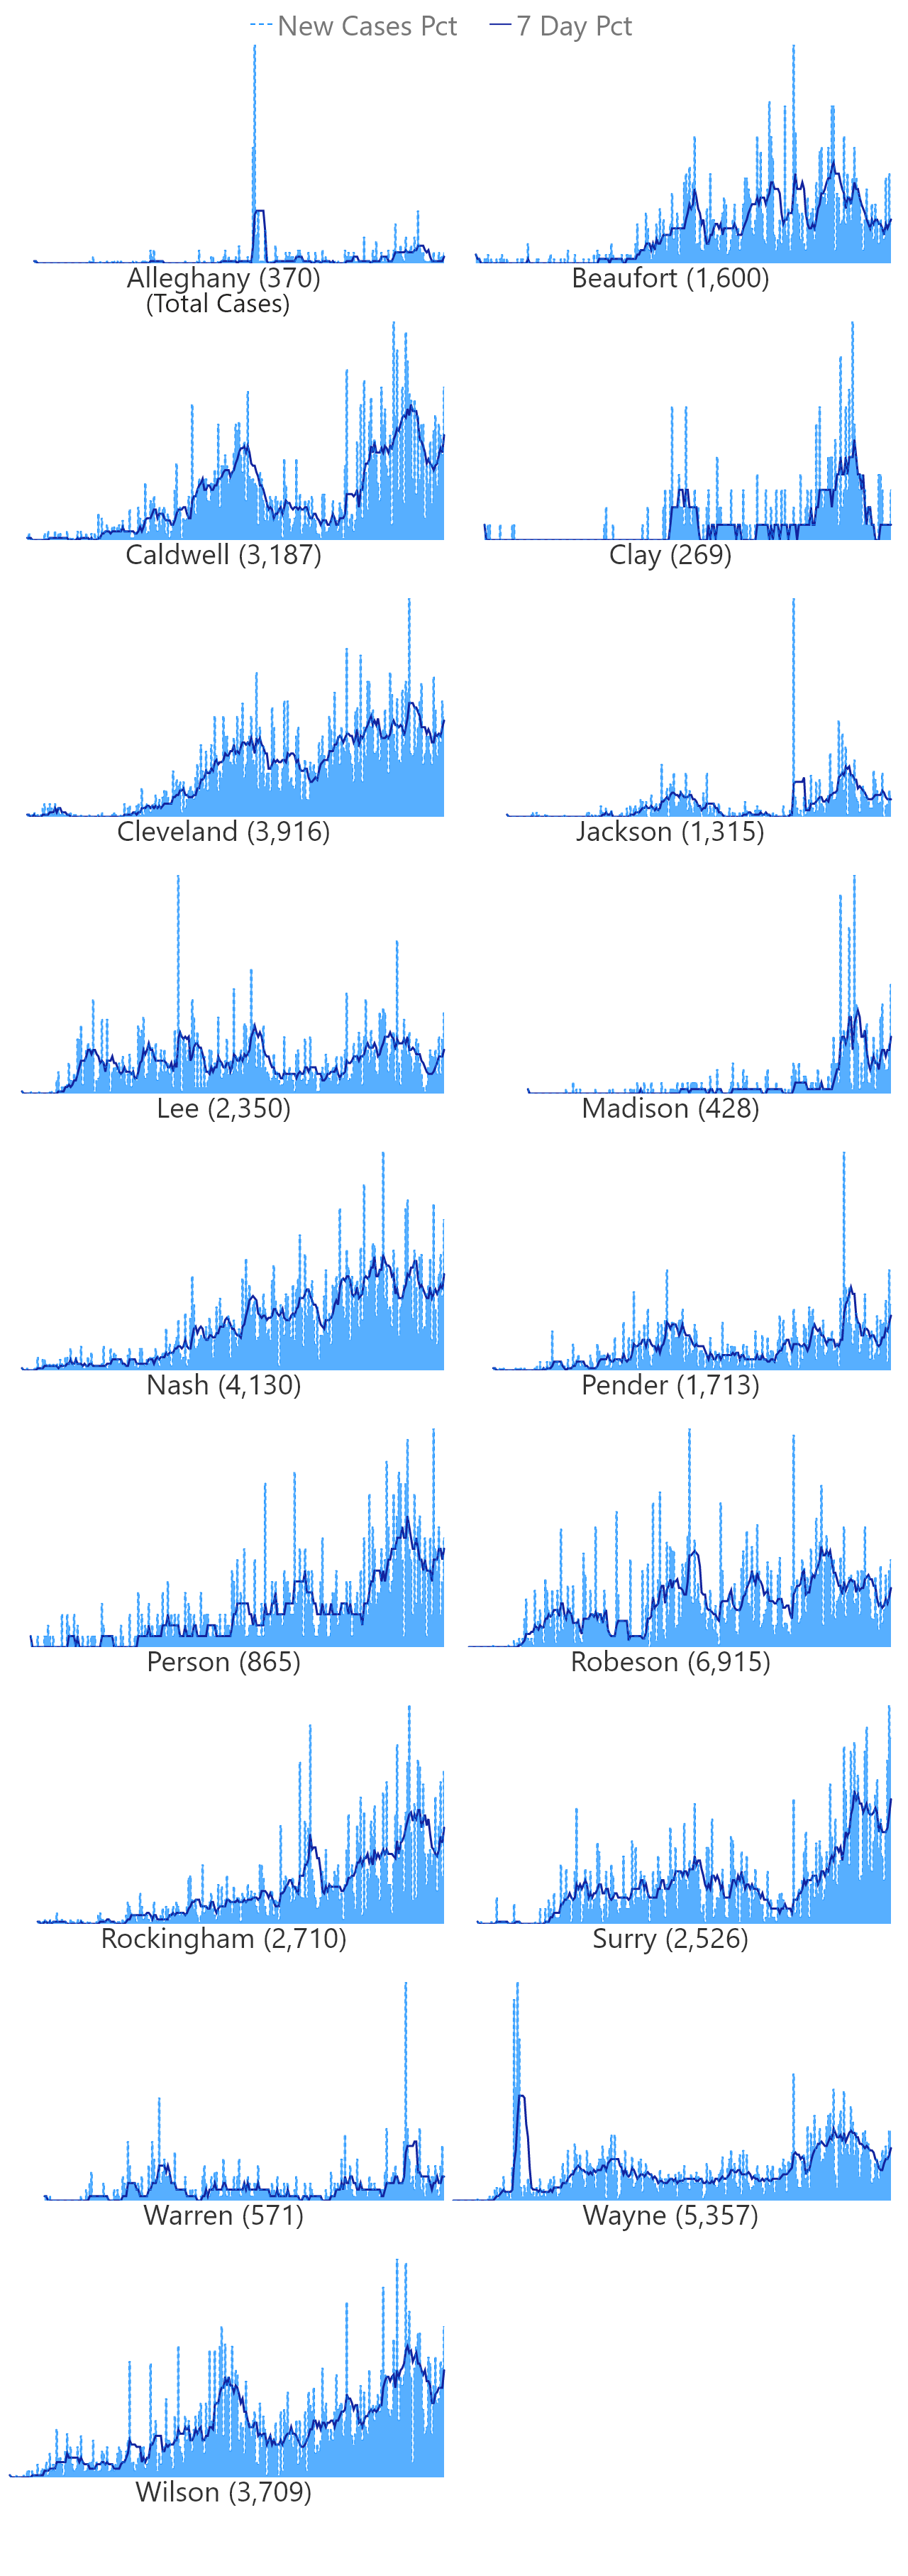 New Cases Pct 7 Day Pct
Alleghany (370) Beaufort (1,600)
(Total Cases)
Caldwell (3,187) Clay (269)
Cleveland (3,916) Jackson (1,315)
Lee (2,350) Madison (428)
Nash (4,130) Pender (1,713)
Person (865) Robeson (6,915)
Rockingham (2,710) Surry (2,526)
Warren (571) Wayne (5,357)
Wilson (3,709)